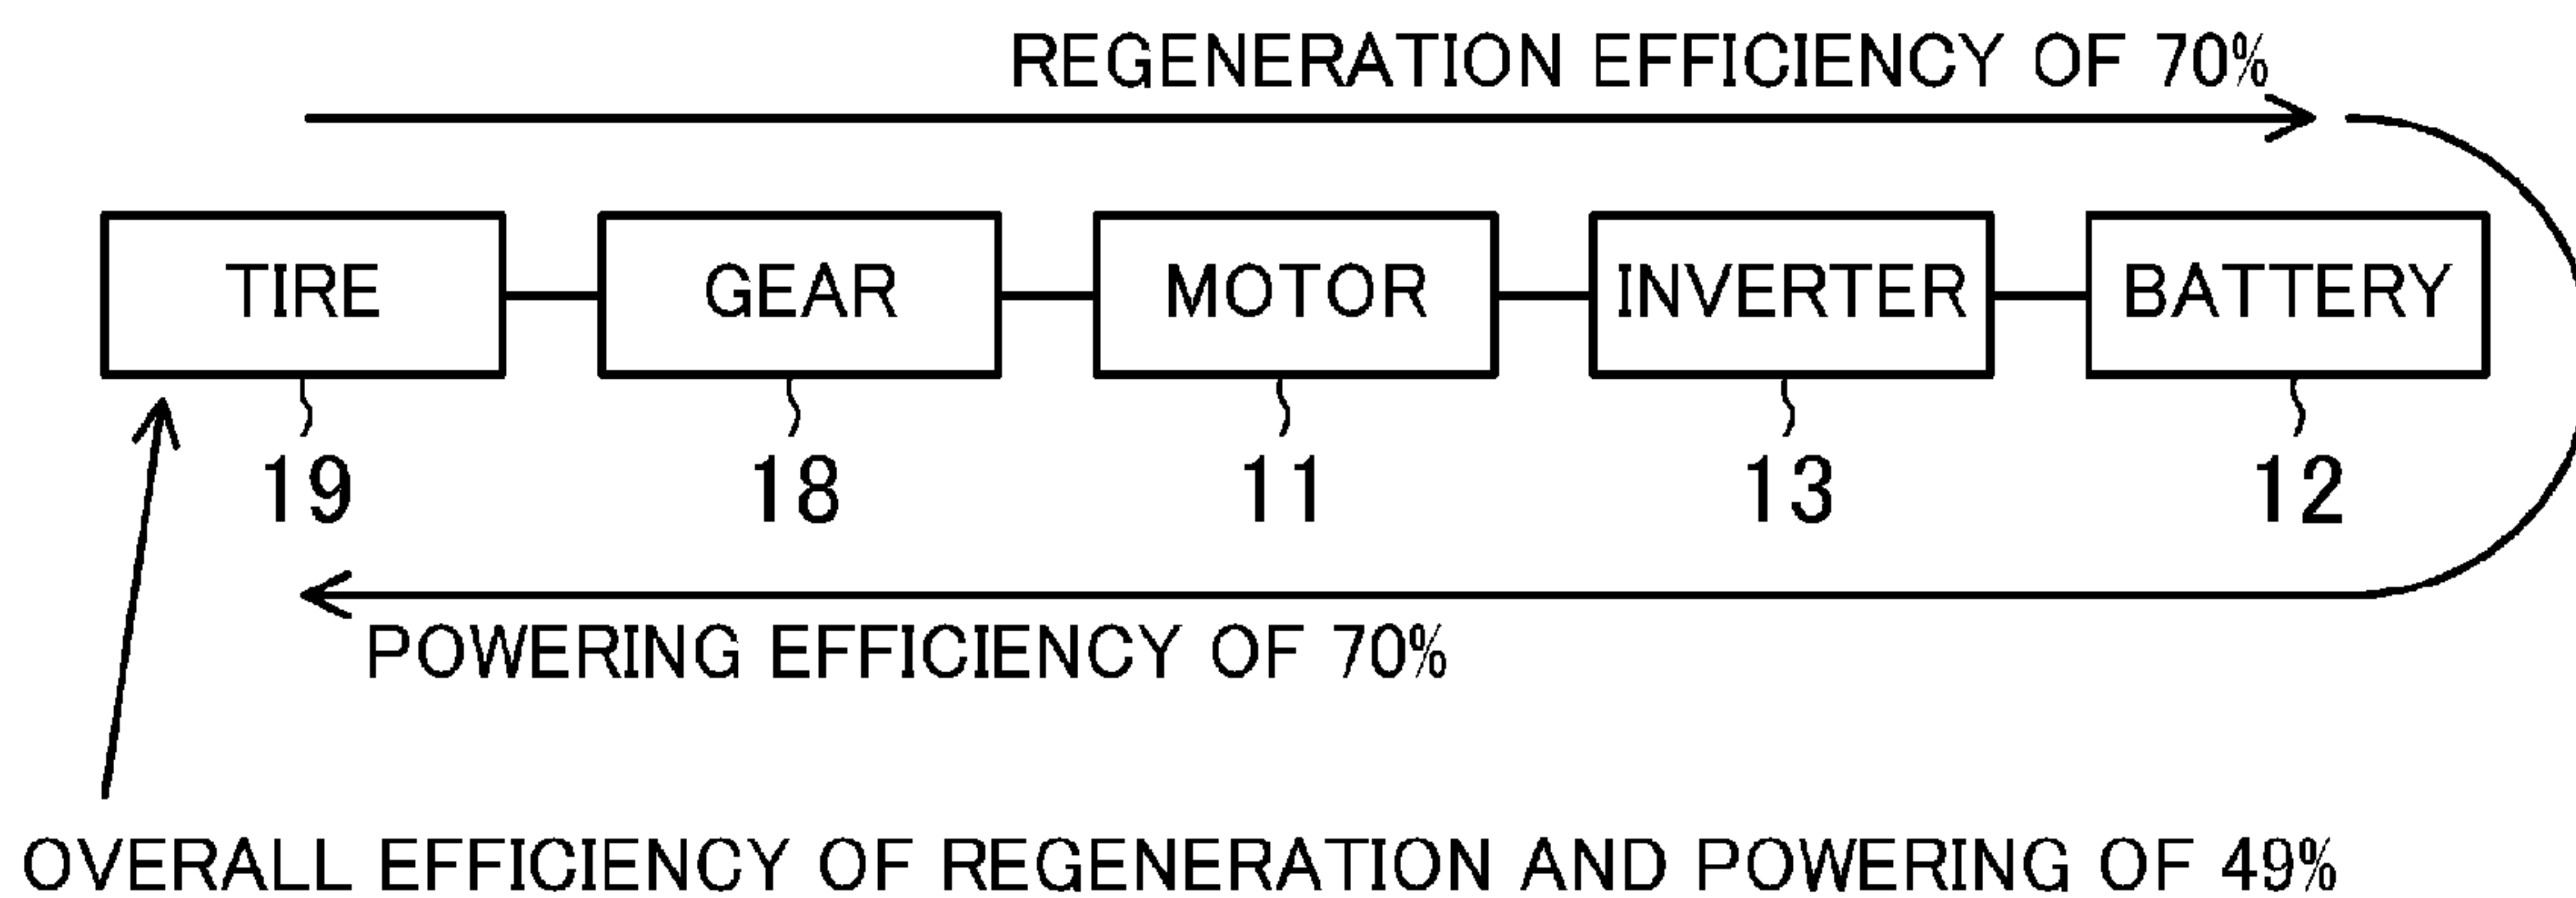 REGENERATION EFFICIENCY OF 70%
TIRE GEAR MOTOR INVERTER BATTERY
19 18 11 13 12
POWERING EFFICIENCY OF 70%
OVERALL EFFICIENCY OF REGENERATION AND POWERING OF 49%